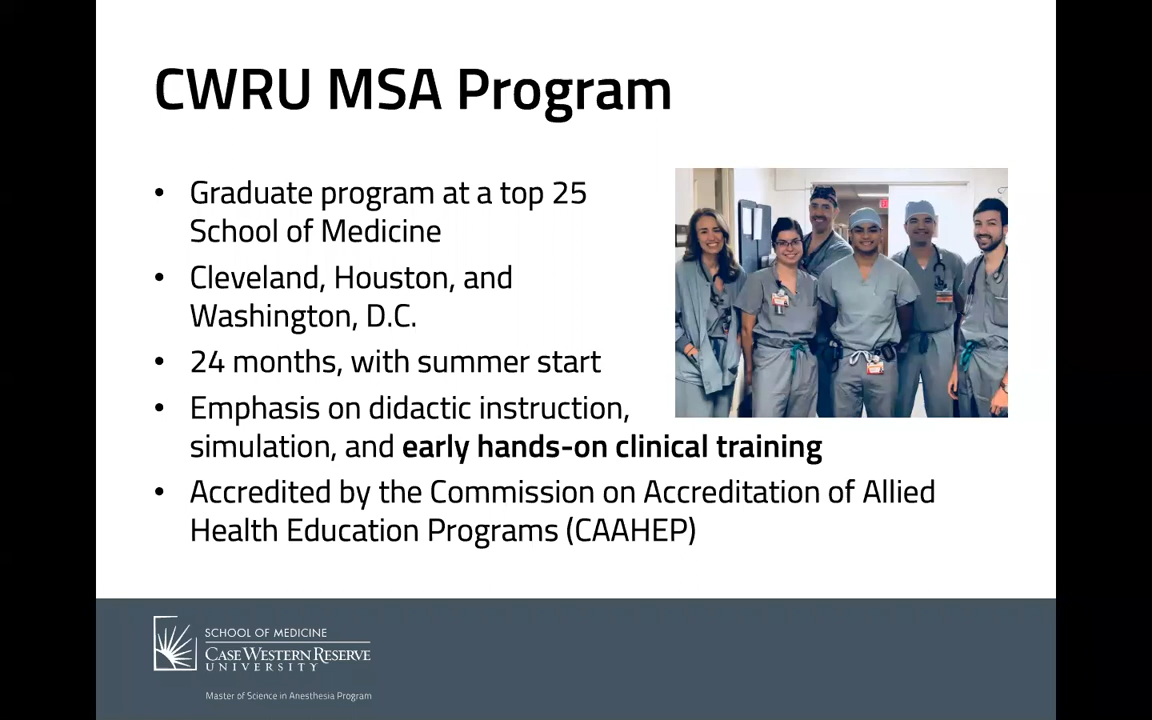 CWRU MSA Program
• Graduate program at a top 25
School of Medicine
• Cleveland, Houston, and
Washington, D.C.
• 24 months, with summer start
• Emphasis on didactic instruction,
simulation, and early hands-on clinical training
• Accredited by the Commission on Accreditation of Allied
Health Education Programs (CAAHEP)
SCHOOL OF MEDICINE
CASE WESTERN RESERVE
UNIVERSITY
Master of Science in Anesthesia Program